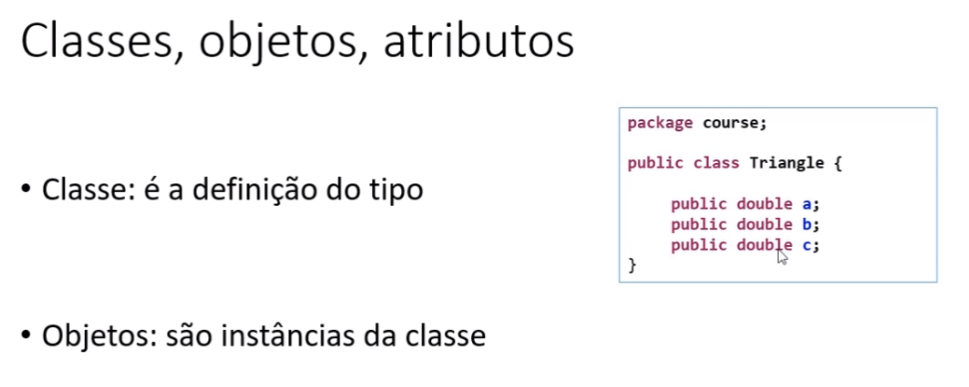 Classes, objetos, atributos
• Classe: é a definição do tipo
• Objetos: são instâncias da classe
package course;
public class Triangle {
public double a;
public double b;
public double c;
}